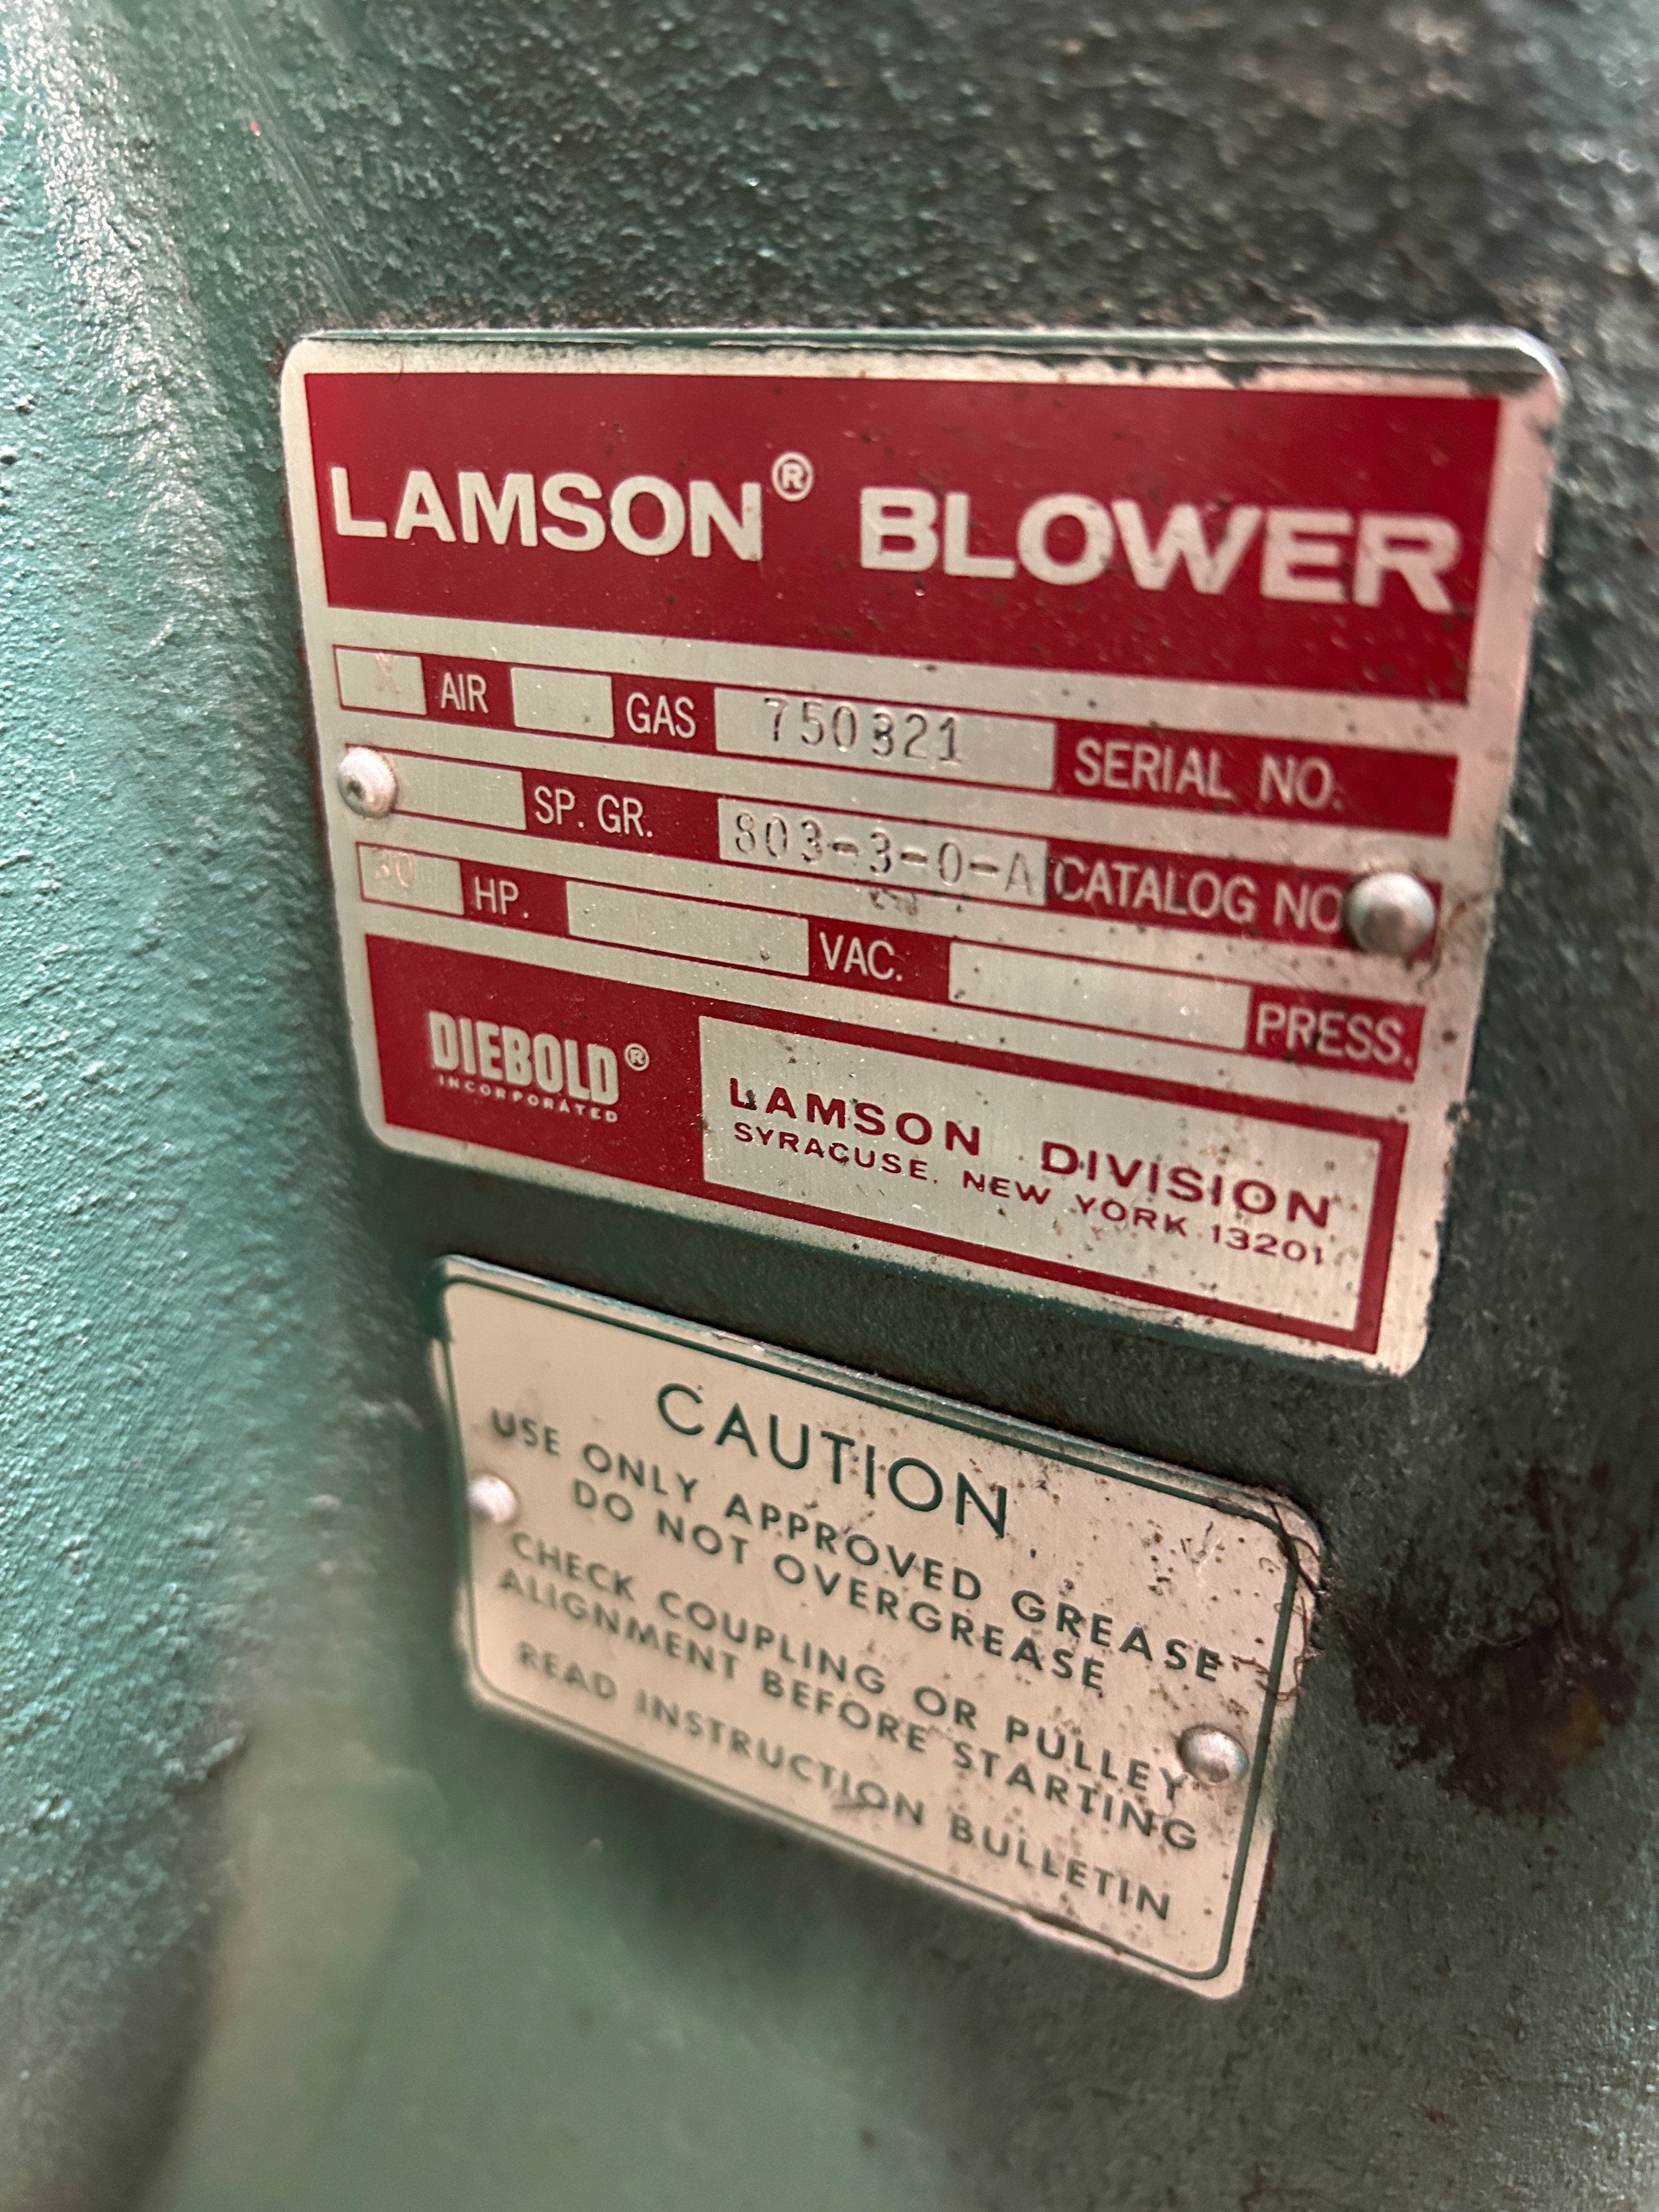 LAMSON® BLOWER
X AIR GAS 750321 SERIAL NO.
SP. GR. 803-3-0-A CATALOG NO
30 HP. VAC. PRESS.
DIEBOLD®
INCORPORATED
LAMSON DIVISION
SYRACUSE, NEW YORK 13201
CAUTION
USE ONLY APPROVED GREASE
DO NOT OVERGREASE
CHECK COUPLING OR PULLEY
ALIGNMENT BEFORE STARTING
READ INSTRUCTION BULLETIN